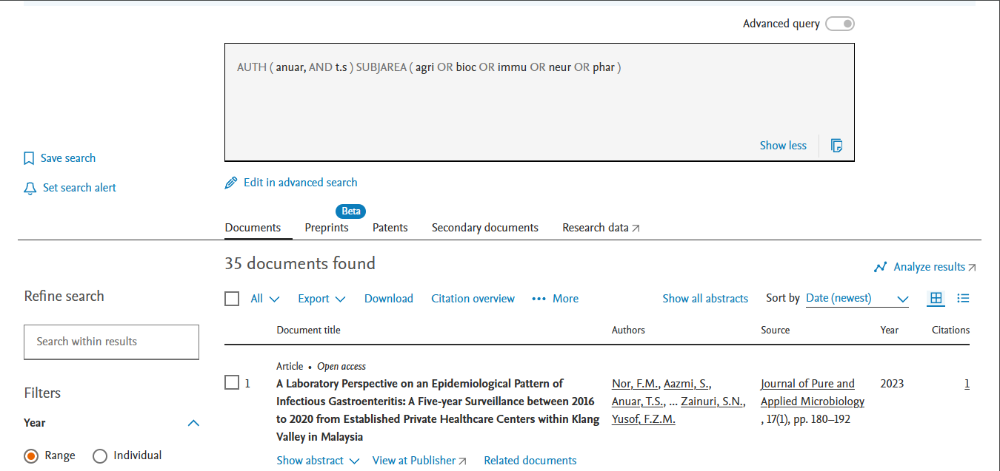 Advanced query
AUTH ( anuar, AND t.s ) SUBJAREA ( agri OR bioc OR immu OR neur OR phar )
Show less
Save search
Set search alert
Edit in advanced search
Beta
Documents Preprints Patents Secondary documents Research data
35 documents found
Analyze results
Refine search
All Export Download Citation overview ••• More Show all abstracts Sort by Date (newest)
Document title Authors Source Year Citations
Search within results
Article • Open access
1 A Laboratory Perspective on an Epidemiological Pattern of Nor, F.M., Aazmi, S., Journal of Pure and 2023 1
Infectious Gastroenteritis: A Five-year Surveillance between 2016 Anuar, T.S., ... Zainuri, S.N., Applied Microbiology
to 2020 from Established Private Healthcare Centers within Klang Yusof, F.Z.M. , 17(1), pp. 180–192
Valley in Malaysia
Show abstract View at Publisher Related documents
Filters
Year
Range Individual